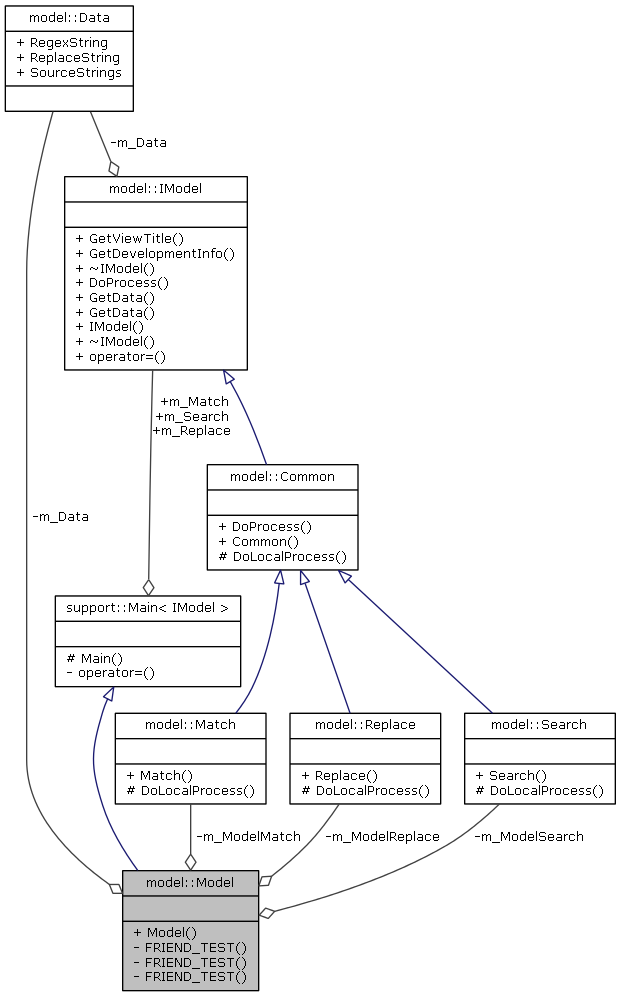 model::Data
+ RegexString
+ ReplaceString
+ SourceStrings
-m_Data
model::IModel
+ GetViewTitle()
+ GetDevelopmentInfo()
+ ~IModel()
+ DoProcess()
+ GetData()
+ GetData()
+ IModel()
+ ~IModel()
+ operator=()
+m_Match
+m_Search
+m_Replace
model::Common
+ DoProcess()
+ Common()
# DoLocalProcess()
-m_Data
support::Main< IModel >
# Main()
- operator=()
model::Match
+ Match()
# DoLocalProcess()
model::Replace
+ Replace()
# DoLocalProcess()
model::Search
+ Search()
# DoLocalProcess()
-m_ModelMatch
-m_ModelReplace
-m_ModelSearch
model::Model
+ Model()
- FRIEND_TEST()
- FRIEND_TEST()
- FRIEND_TEST()